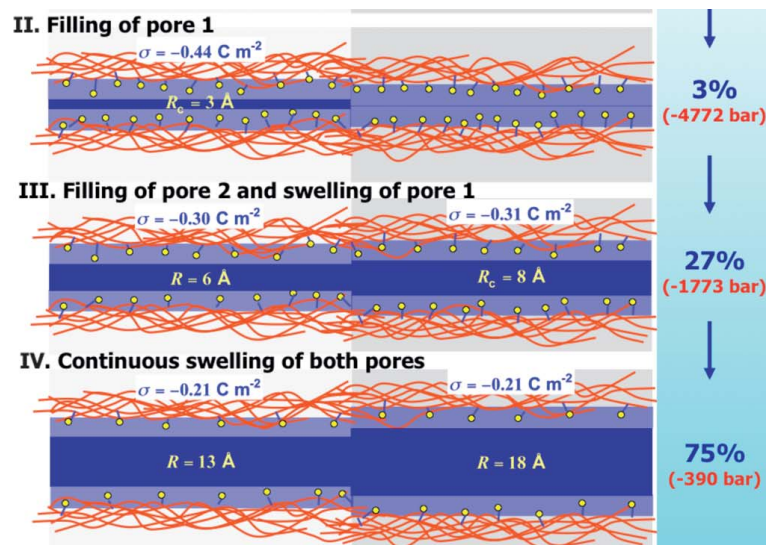 II. Filling of pore 1
σ = −0.44 C m⁻²
R_c = 3 Å
3%
(-4772 bar)
III. Filling of pore 2 and swelling of pore 1
σ = −0.30 C m⁻²
σ = −0.31 C m⁻²
R = 6 Å
R_c = 8 Å
27%
(-1773 bar)
IV. Continuous swelling of both pores
σ = −0.21 C m⁻²
σ = −0.21 C m⁻²
R = 13 Å
R = 18 Å
75%
(-390 bar)